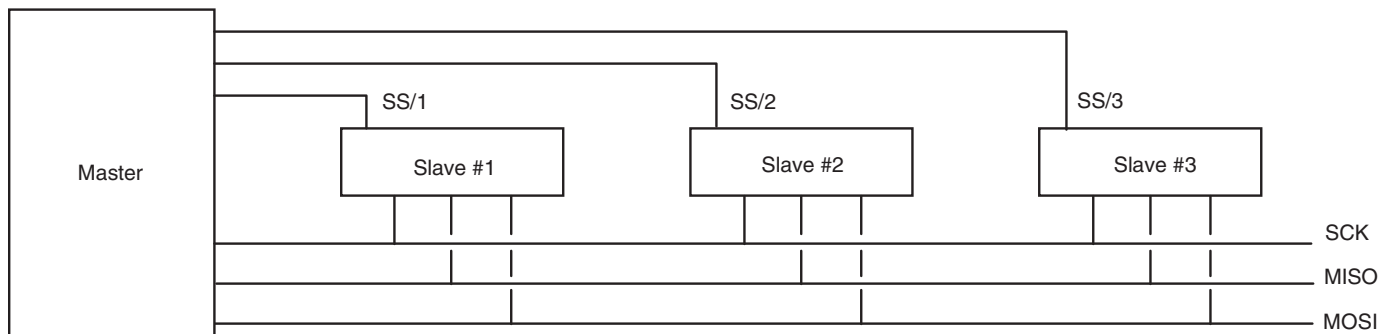 SS/1
SS/2
SS/3
Master
Slave #1
Slave #2
Slave #3
SCK
MISO
MOSI